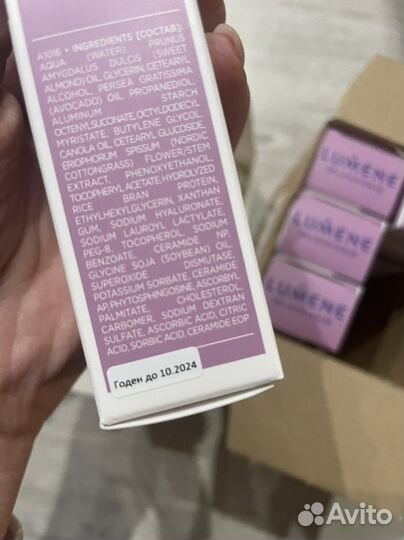 A1016 • INGREDIENTS [СОСТАВ]:
AQUA (WATER), PRUNUS
AMYGDALUS DULCIS (SWEET
ALMOND) OIL, GLYCERIN, CETEARYL
ALCOHOL, PERSEA GRATISSIMA
(AVOCADO) OIL, PROPANEDIOL,
ALUMINUM STARCH
OCTENYLSUCCINATE, OCTYLDODECYL
MYRISTATE, BUTYLENE GLYCOL,
CANOLA OIL, CETEARYL GLUCOSIDE,
ERIOPHORUM SPISSUM (NORDIC
COTTONGRASS) FLOWER/STEM
EXTRACT, PHENOXYETHANOL,
TOCOPHERYL ACETATE, HYDROLYZED
RICE BRAN PROTEIN,
ETHYLHEXYLGLYCERIN, XANTHAN
GUM, SODIUM HYALURONATE,
SODIUM LAUROYL LACTYLATE,
PEG-8, TOCOPHEROL, SODIUM
BENZOATE, CERAMIDE NP,
GLYCINE SOJA (SOYBEAN) OIL,
SUPEROXIDE DISMUTASE,
POTASSIUM SORBATE, CERAMIDE
AP, PHYTOSPHINGOSINE, ASCORBYL
PALMITATE, CHOLESTEROL,
CARBOMER, SODIUM DEXTRAN
SULFATE, ASCORBIC ACID, CITRIC
ACID, SORBIC ACID, CERAMIDE EOP
Годен до 10.2024
LUMENE
LUMENE
LUMENE
Avito